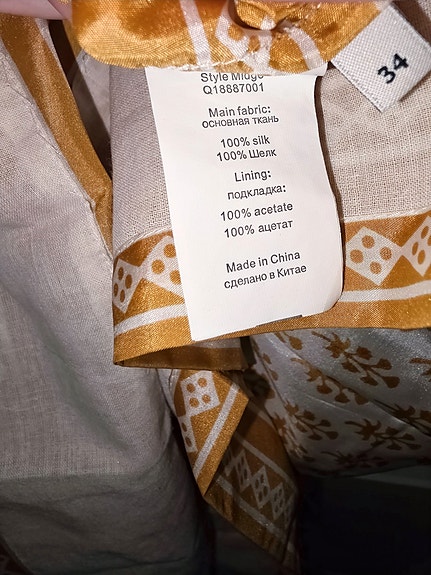 Style Midge
Q18887001
Main fabric:
основная ткань
100% silk
100% Шелк
Lining:
подкладка:
100% acetate
100% ацетат
Made in China
сделано в Китае
34